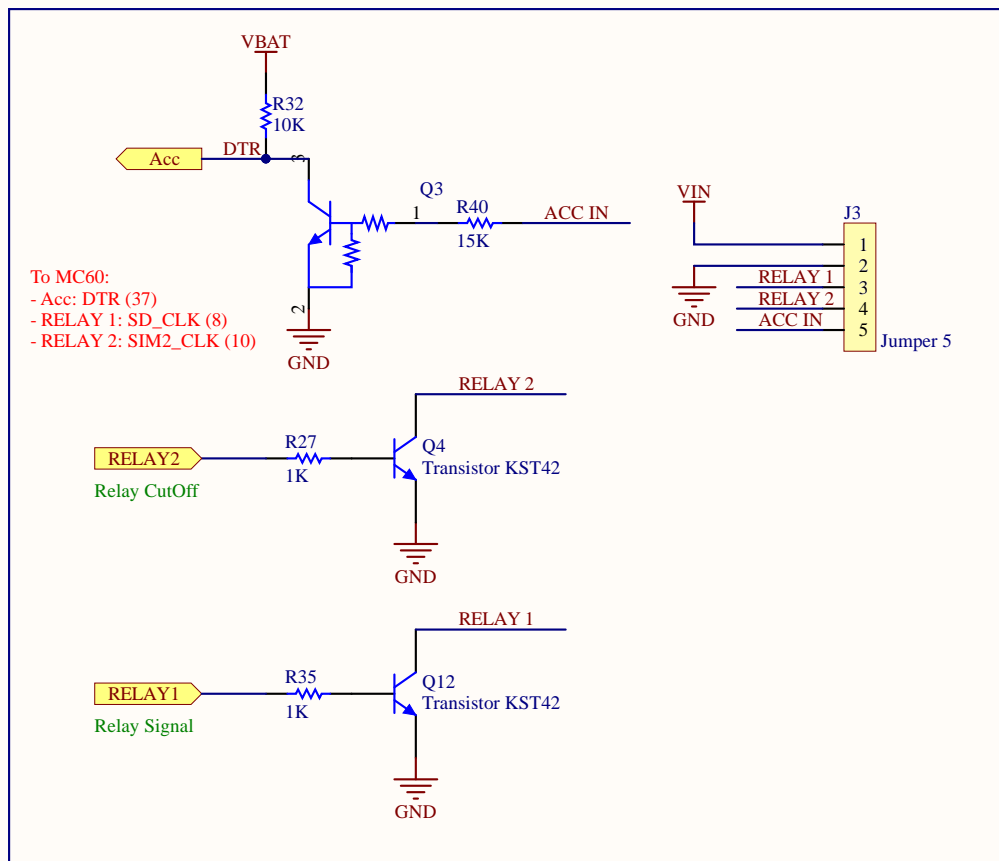 VBAT
R32
10K
DTR
Acc
3
Q3
1
R40
15K
ACC IN
2
GND
To MC60:
- Acc: DTR (37)
- RELAY 1: SD_CLK (8)
- RELAY 2: SIM2_CLK (10)
VIN
J3
1
2
RELAY 1
3
RELAY 2
4
ACC IN
5
GND
Jumper 5
RELAY 2
RELAY2
R27
1K
Q4
Transistor KST42
Relay CutOff
GND
RELAY 1
RELAY1
R35
1K
Q12
Transistor KST42
Relay Signal
GND